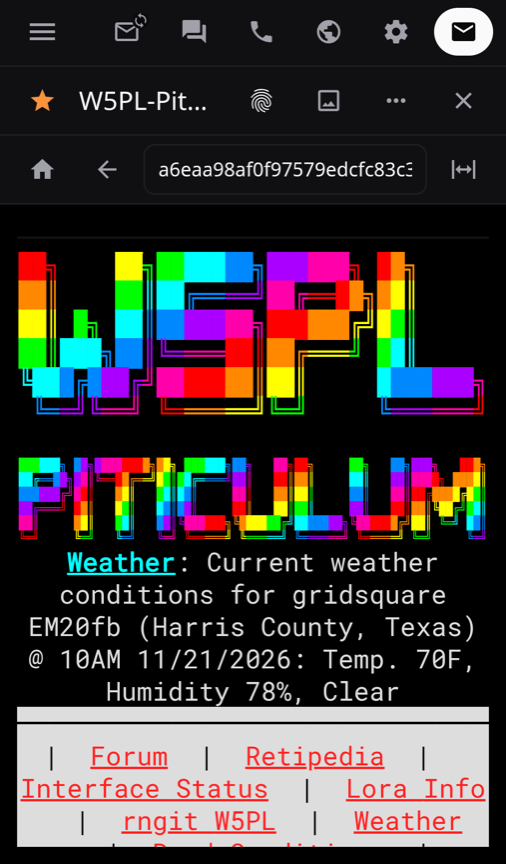 W5PL-Pit...
a6eaa98af0f97579edcfc83c3
W5PL
PITCULUM
Weather: Current weather
conditions for gridsquare
EM20fb (Harris County, Texas)
@ 10AM 11/21/2026: Temp. 70F,
Humidity 78%, Clear
| Forum | Retipedia |
Interface Status | Lora Info
| rngit W5PL | Weather